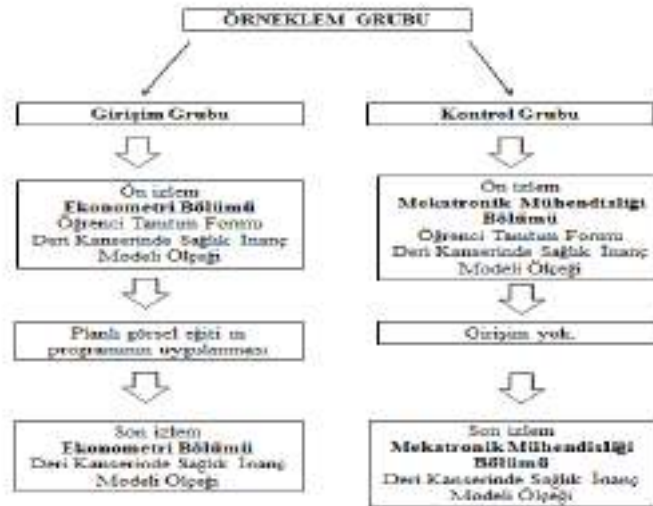 ÖRNEKLEM GRUBU
Girişim Grubu
Kontrol Grubu
Ön izlem
Ekonometri Bölümü
Öğrenci Tanıtım Formu
Deri Kanserinde Sağlık İnanç
Modeli Ölçeği
Ön izlem
Mekatronik Mühendisliği
Bölümü
Öğrenci Tanıtım Formu
Deri Kanserinde Sağlık İnanç
Modeli Ölçeği
Planlı görsel eğiti m
programının uygulanması
Girişim yok.
Son izlem
Ekonometri Bölümü
Deri Kanserinde Sağlık İnanç
Modeli Ölçeği
Son izlem
Mekatronik Mühendisliği
Bölümü
Deri Kanserinde Sağlık İnanç
Modeli Ölçeği